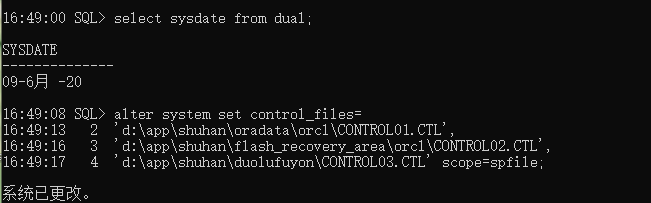 16:49:00 SQL> select sysdate from dual;
SYSDATE
--------------
09-6月 -20
16:49:08 SQL> alter system set control_files=
16:49:13   2  'd:\app\shuhan\oradata\orcl\CONTROL01.CTL',
16:49:16   3  'd:\app\shuhan\flash_recovery_area\orcl\CONTROL02.CTL',
16:49:17   4  'd:\app\shuhan\duolufuyon\CONTROL03.CTL' scope=spfile;
系统已更改。